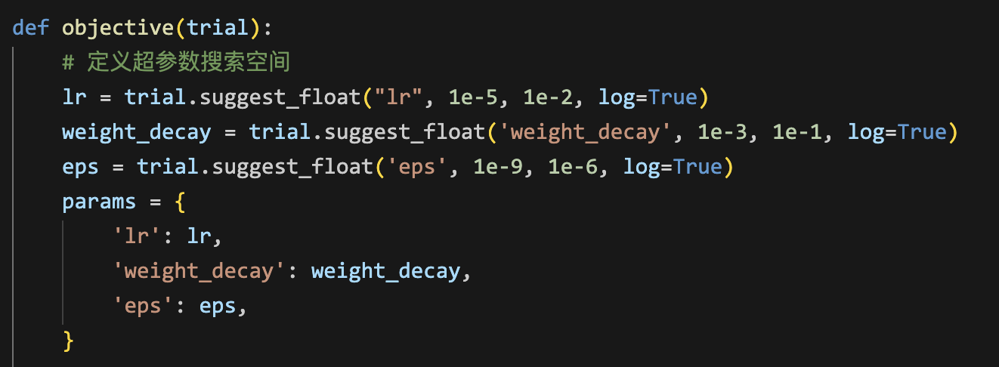 def objective(trial):
# 定义超参数搜索空间
lr = trial.suggest_float("lr", 1e-5, 1e-2, log=True)
weight_decay = trial.suggest_float('weight_decay', 1e-3, 1e-1, log=True)
eps = trial.suggest_float('eps', 1e-9, 1e-6, log=True)
params = {
'lr': lr,
'weight_decay': weight_decay,
'eps': eps,
}